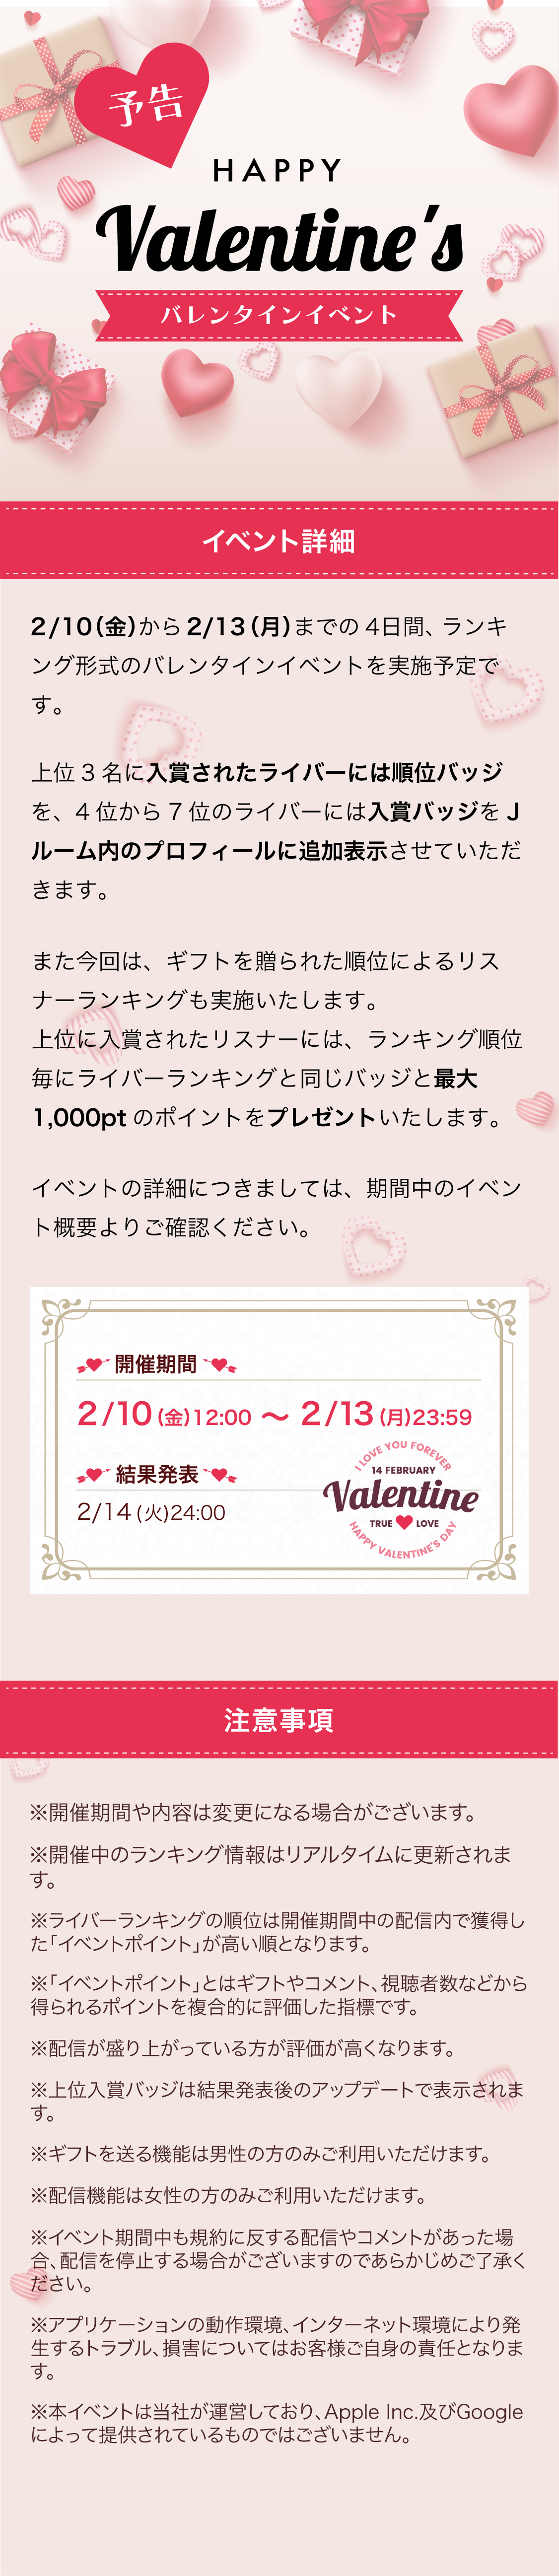 予告
HAPPY
Valentine's
バレンタインイベント
イベント詳細
2/10(金)から2/13(月)までの4日間、ランキ
ング形式のバレンタインイベントを実施予定で
す。
上位3名に入賞されたライバーには順位バッジ
を、4位から7位のライバーには入賞バッジをJ
ルーム内のプロフィールに追加表示させていただ
きます。
また今回は、ギフトを贈られた順位によるリス
ナーランキングも実施いたします。
上位に入賞されたリスナーには、ランキング順位
毎にライバーランキングと同じバッジと最大
1,000ptのポイントをプレゼントいたします。
イベントの詳細につきましては、期間中のイベン
ト概要よりご確認ください。
開催期間
2/10(金)12:00 〜 2/13(月)23:59
結果発表
2/14(火)24:00
I LOVE YOU FOREVER
14 FEBRUARY
Valentine
TRUE LOVE
HAPPY VALENTINE'S DAY
注意事項
※開催期間や内容は変更になる場合がございます。
※開催中のランキング情報はリアルタイムに更新されま
す。
※ライバーランキングの順位は開催期間中の配信内で獲得し
た「イベントポイント」が高い順となります。
※「イベントポイント」とはギフトやコメント、視聴者数などから
得られるポイントを複合的に評価した指標です。
※配信が盛り上がっている方が評価が高くなります。
※上位入賞バッジは結果発表後のアップデートで表示されま
す。
※ギフトを送る機能は男性の方のみご利用いただけます。
※配信機能は女性の方のみご利用いただけます。
※イベント期間中も規約に反する配信やコメントがあった場
合、配信を停止する場合がございますのであらかじめご了承く
ださい。
※アプリケーションの動作環境、インターネット環境により発
生するトラブル、損害についてはお客様ご自身の責任となりま
す。
※本イベントは当社が運営しており、Apple Inc.及びGoogle
によって提供されているものではございません。